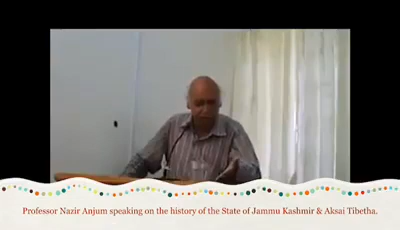 Professor Nazir Anjum speaking on the history of the State of Jammu Kashmir & Aksai Tibetha.